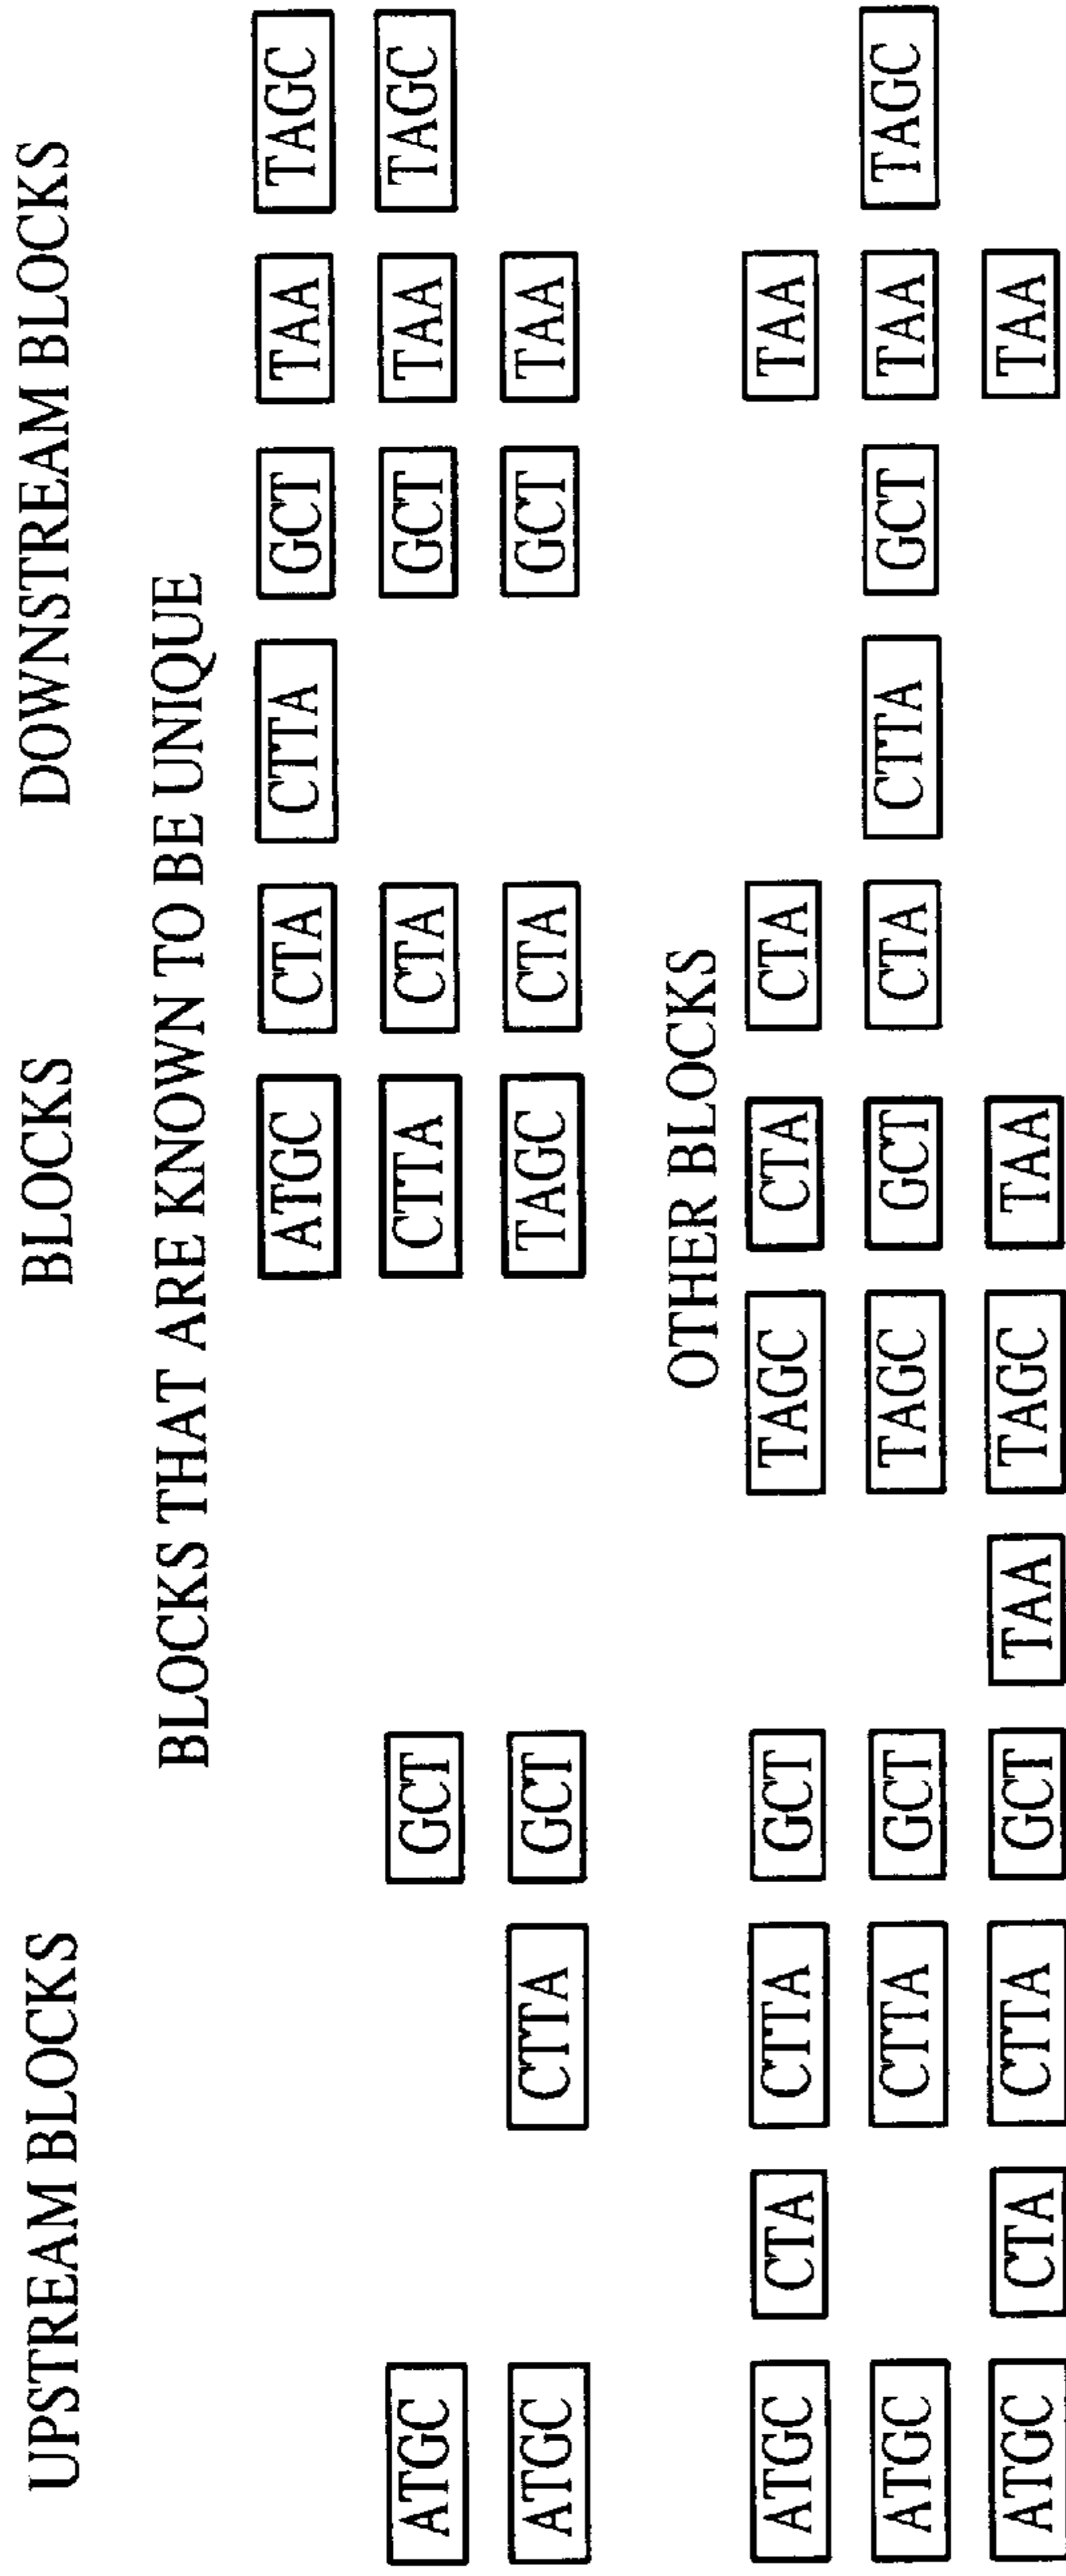 UPSTREAM BLOCKS BLOCKS DOWNSTREAM BLOCKS
BLOCKS THAT ARE KNOWN TO BE UNIQUE
ATGC CTA CTTA GCT TAA TAGC
ATGC GCT CTTA CTA GCT TAA TAGC
ATGC CTTA GCT TAGC CTA GCT TAA
OTHER BLOCKS
ATGC CTA CTTA GCT TAGC CTA CTA TAA
ATGC CTTA GCT TAGC GCT CTA CTTA GCT TAA TAGC
ATGC CTA CTTA GCT TAA TAGC TAA TAA